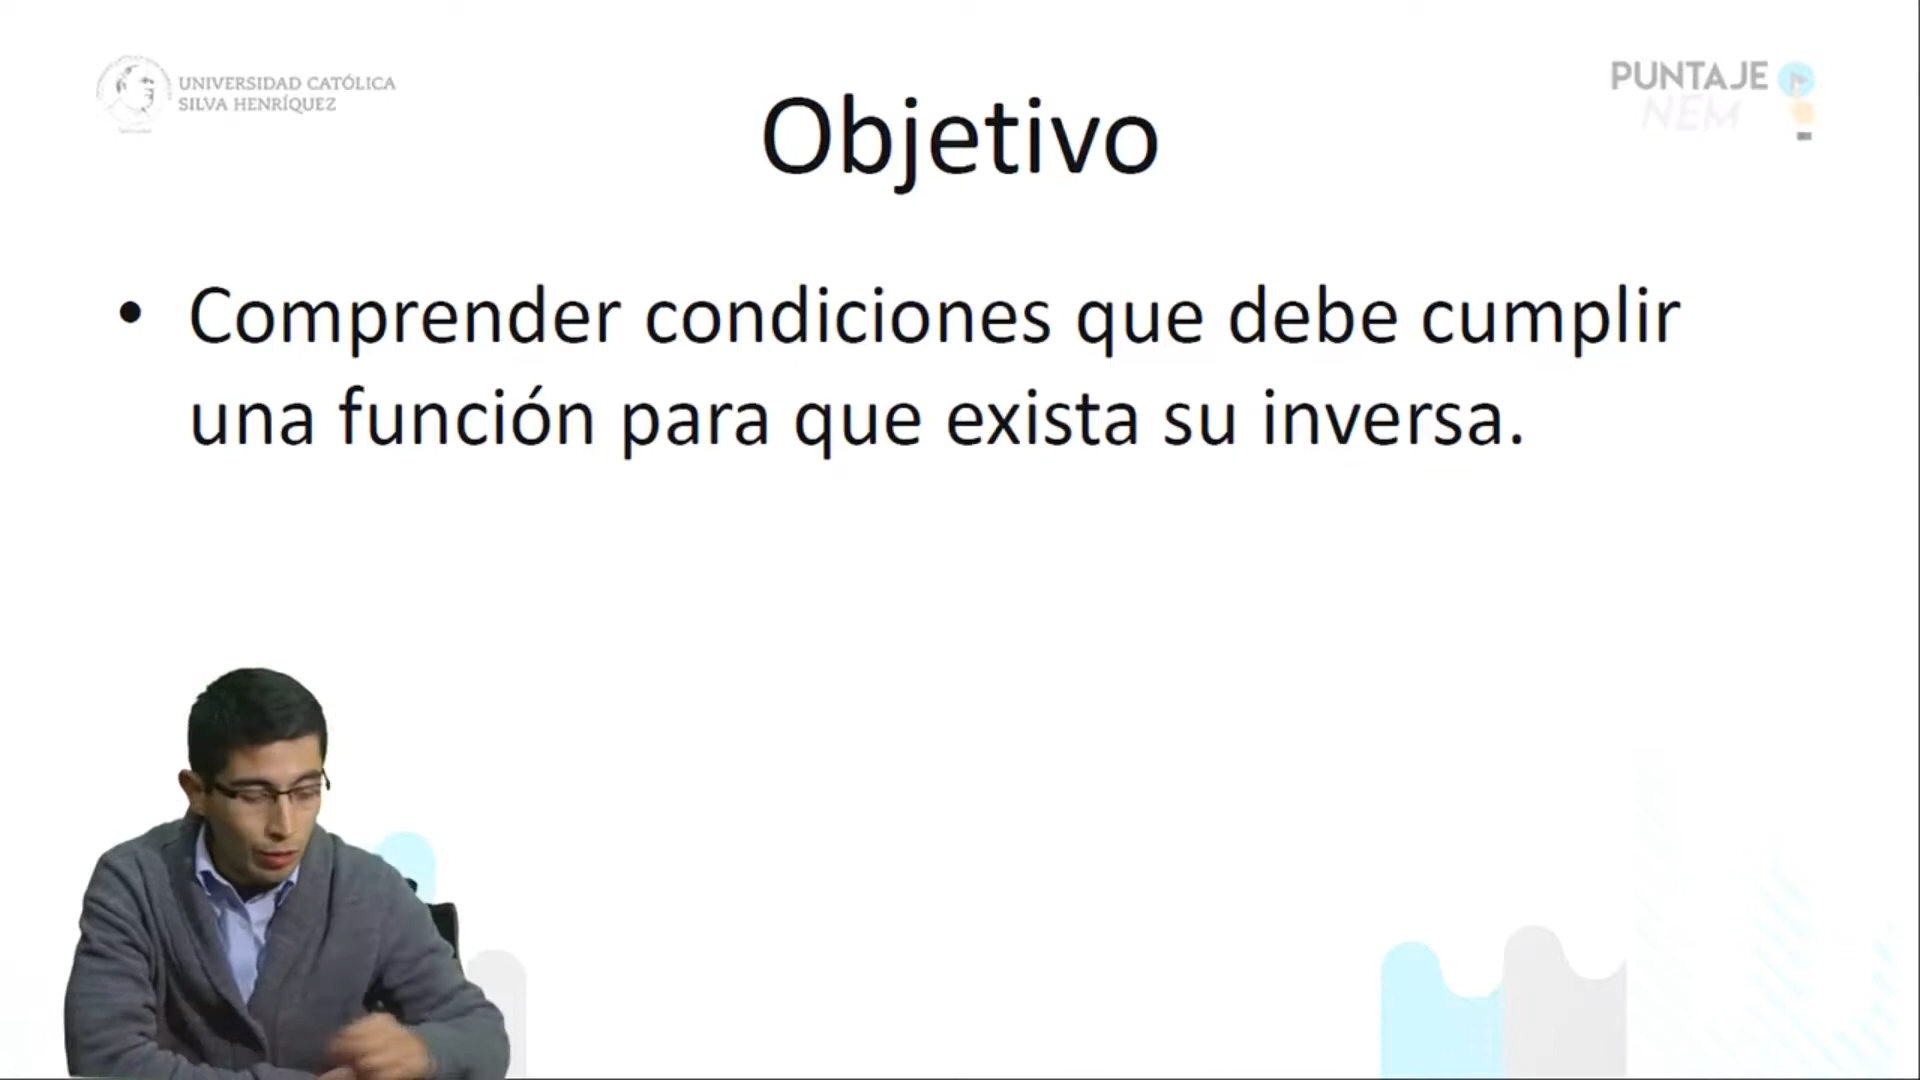 UNIVERSIDAD CATÓLICA
SILVA HENRÍQUEZ
PUNTAJE
NEM
Objetivo
• Comprender condiciones que debe cumplir
una función para que exista su inversa.